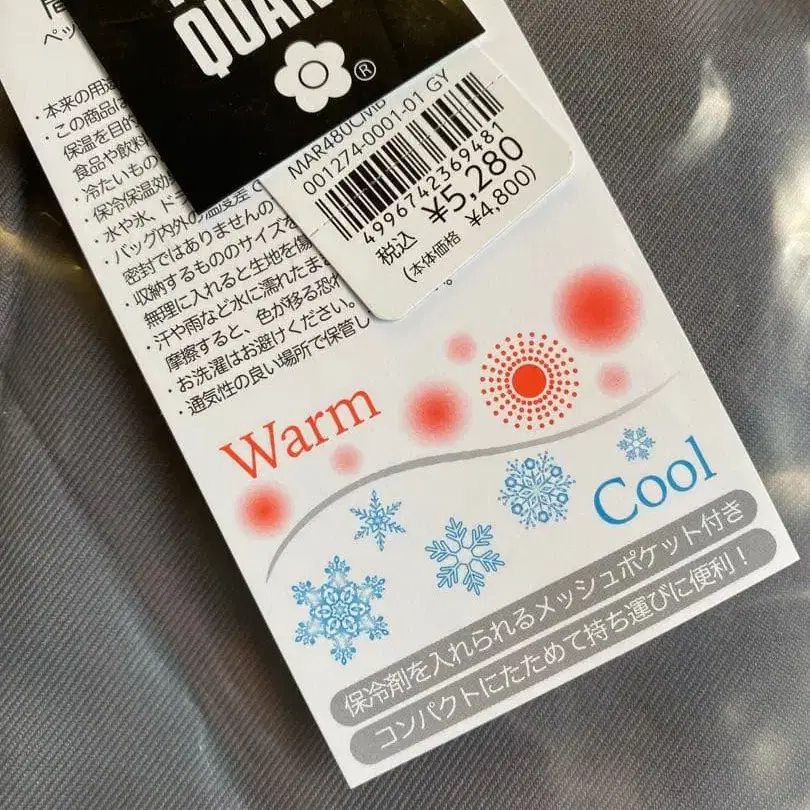 QUAN
®
MAR480CMB
001274-0001-01 GY
4996742369481
税込 ¥5,280
(本体価格 ¥4,800)
ペッ
・本来の用途
・この商品は
保温を目的
食品や飲料
・冷たいもの
・保冷保温効
・水や氷、ドラ
・バッグ内外の温度差で
密封ではありませんの
・収納するもののサイズを
無理に入れると生地を傷
・汗や雨など水に濡れたま
摩擦すると、色が移る恐れ
・お洗濯はお避けください。
・通気性の良い場所で保管し
Warm
Cool
保冷剤を入れられるメッシュポケット付き
コンパクトにたためて持ち運びに便利！